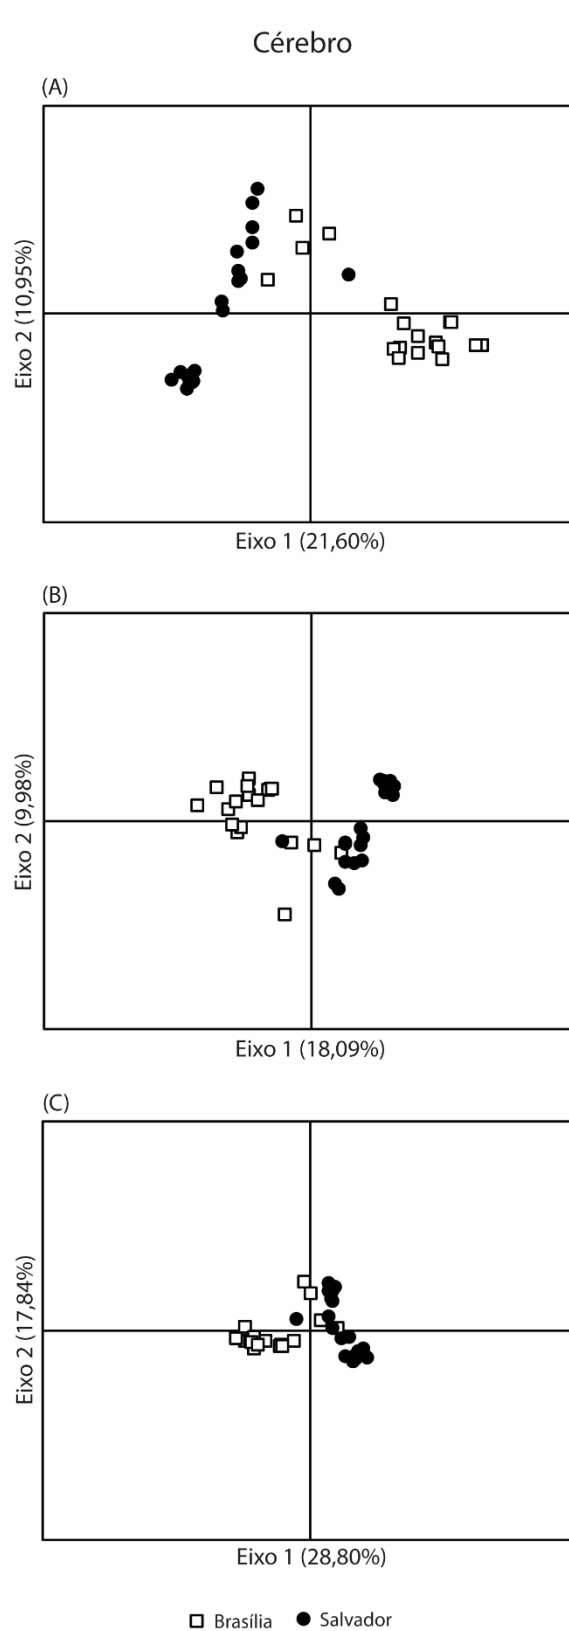 Cérebro
(A)
Eixo 2 (10,95%)
Eixo 1 (21,60%)
(B)
Eixo 2 (9,98%)
Eixo 1 (18,09%)
(C)
Eixo 2 (17,84%)
Eixo 1 (28,80%)
Brasília
Salvador